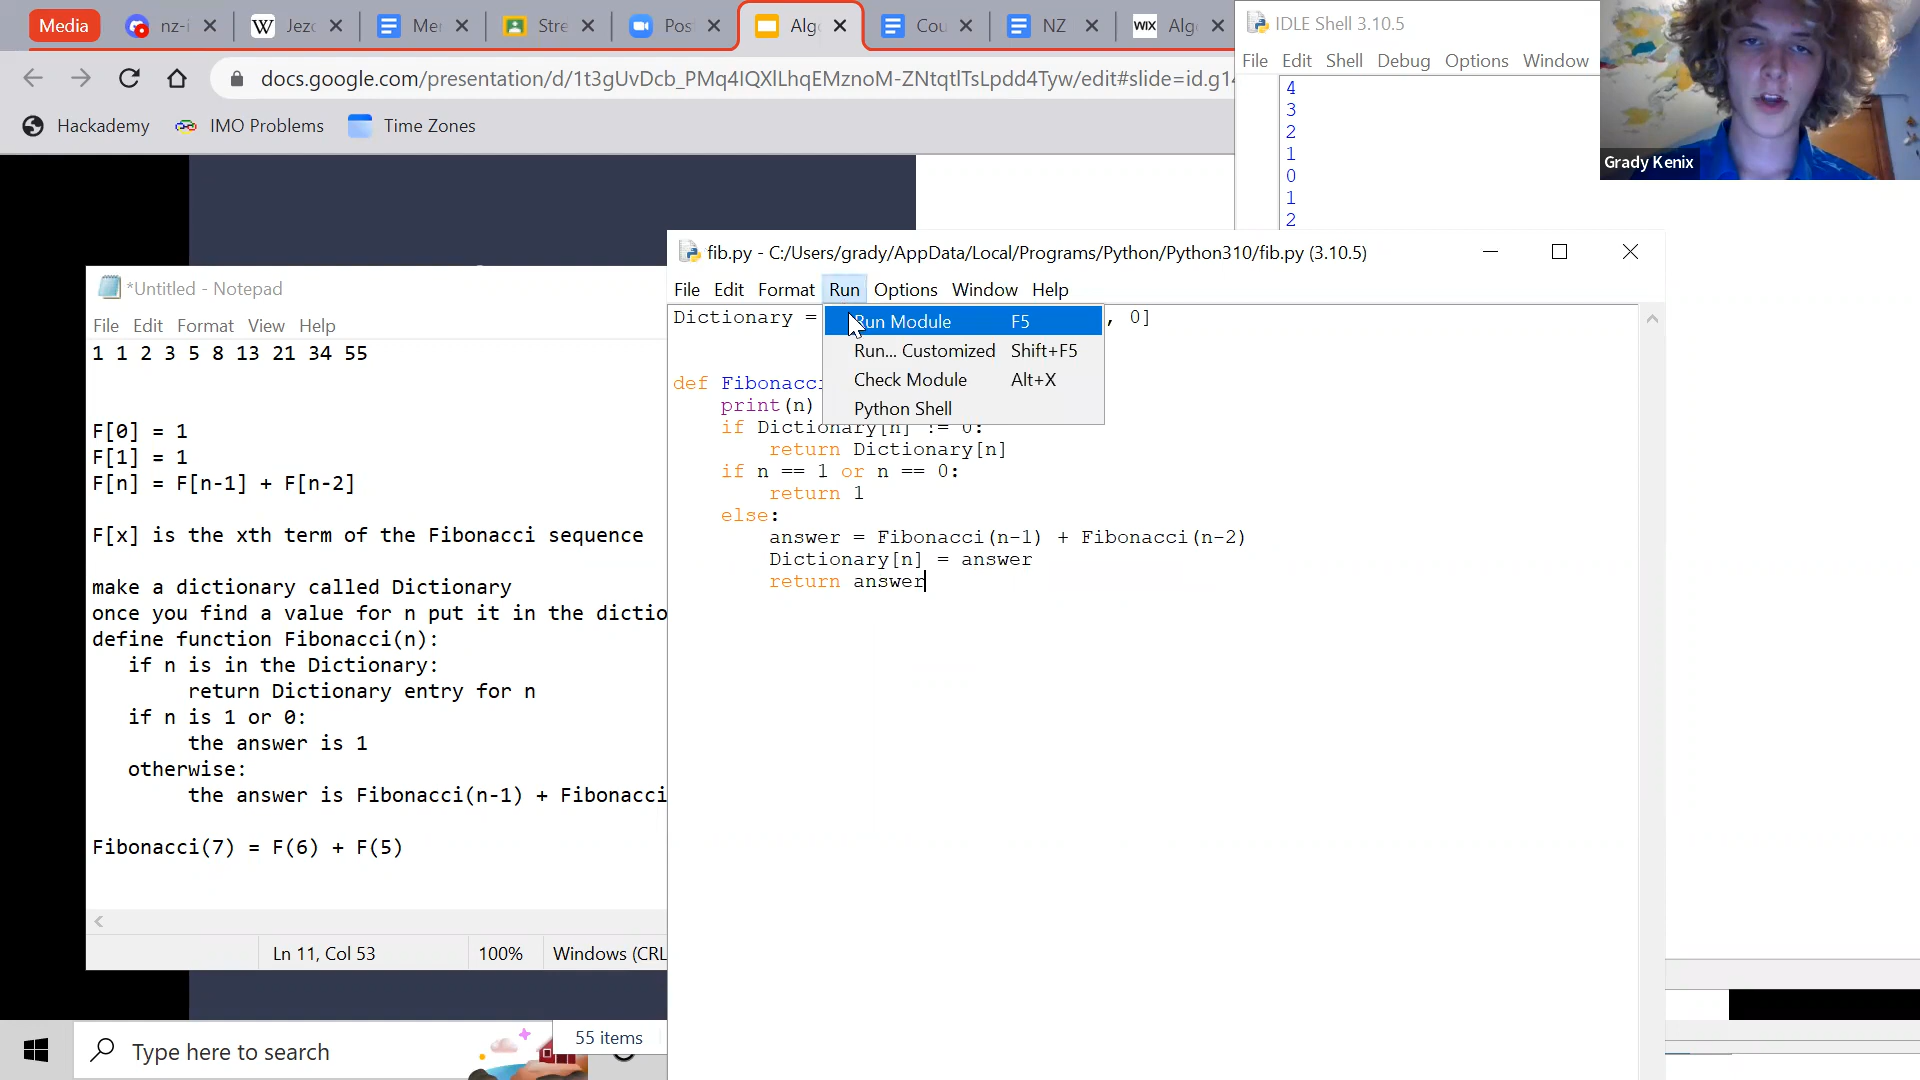 Media
nz-i
Jezc
Mer
Stre
Pos
Algo
Cou
NZ
WIX
Alg
docs.google.com/presentation/d/1t3gUvDcb_PMq4IQXlLhqEMznoM-ZNtqtlTsLpdd4Tyw/edit#slide=id.g14
Hackademy
IMO Problems
Time Zones
IDLE Shell 3.10.5
File Edit Shell Debug Options Window
4
3
2
1
0
1
2
Grady Kenix
*Untitled - Notepad
File Edit Format View Help
1 1 2 3 5 8 13 21 34 55
F[0] = 1
F[1] = 1
F[n] = F[n-1] + F[n-2]
F[x] is the xth term of the Fibonacci sequence
make a dictionary called Dictionary
once you find a value for n put it in the dictio
define function Fibonacci(n):
if n is in the Dictionary:
return Dictionary entry for n
if n is 1 or 0:
the answer is 1
otherwise:
the answer is Fibonacci(n-1) + Fibonacci
Fibonacci(7) = F(6) + F(5)
Ln 11, Col 53
100%
Windows (CRL
fib.py - C:/Users/grady/AppData/Local/Programs/Python/Python310/fib.py (3.10.5)
File Edit Format Run Options Window Help
Dictionary = , 0]
Run Module F5
Run... Customized Shift+F5
Check Module Alt+X
Python Shell
def Fibonacci
print(n)
if Dictionary[n] != 0:
return Dictionary[n]
if n == 1 or n == 0:
return 1
else:
answer = Fibonacci(n-1) + Fibonacci(n-2)
Dictionary[n] = answer
return answer
Type here to search
55 items